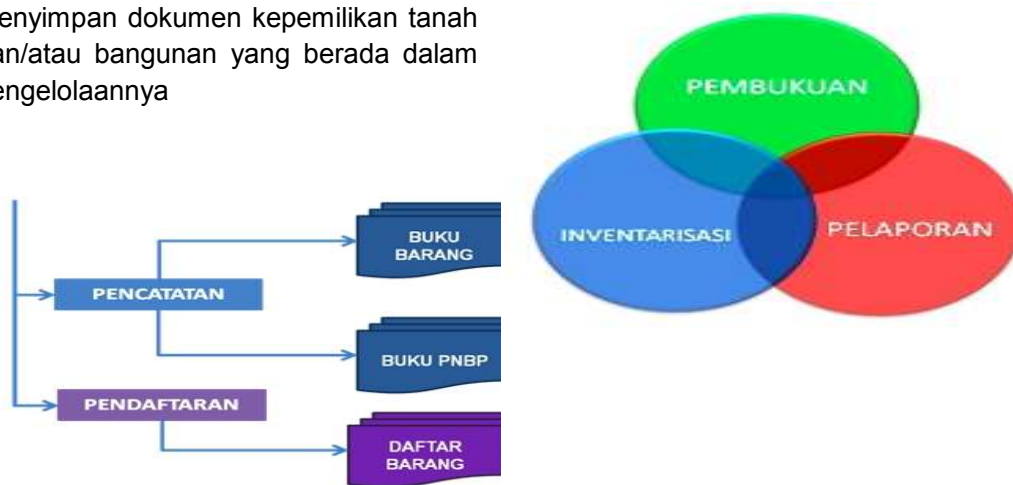 enyimpan dokumen kepemilikan tanah
an/atau bangunan yang berada dalam
engelolaannya
BUKU
BARANG
PENCATATAN
BUKU PNBP
PENDAFTARAN
DAFTAR
BARANG
PEMBUKUAN
INVENTARISASI
PELAPORAN